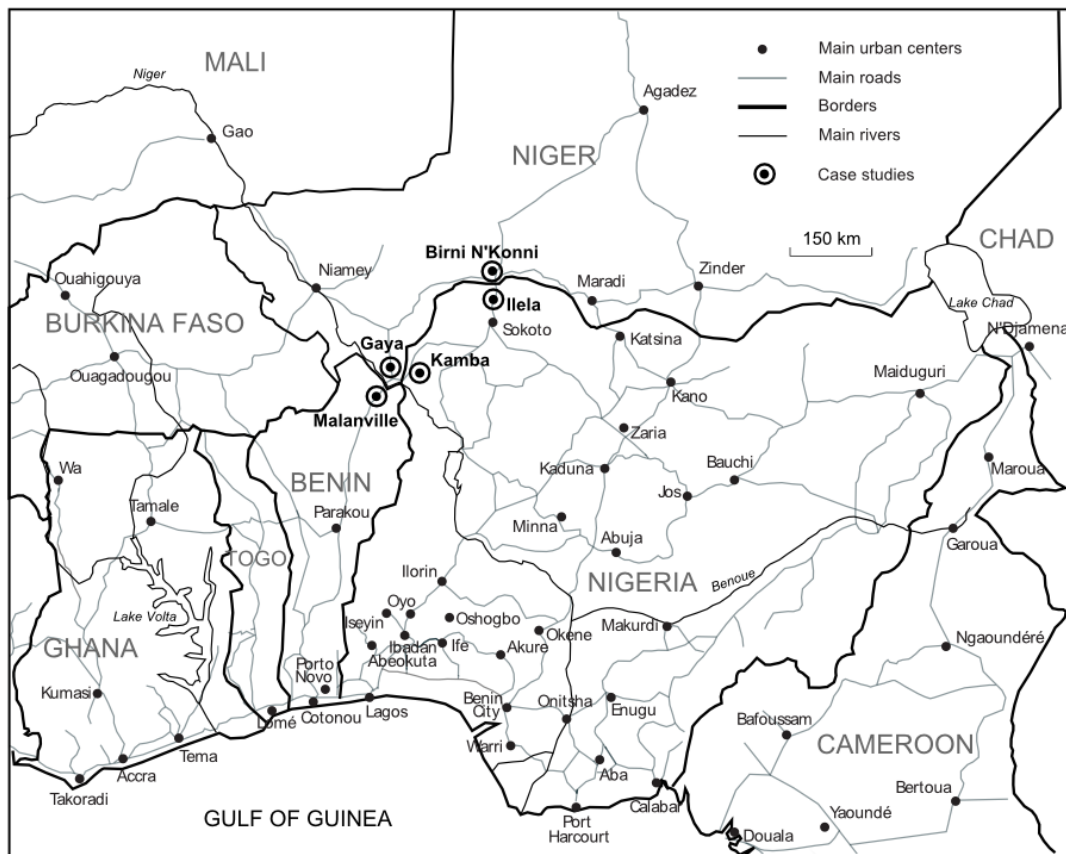 MALI
Niger
Gao
Agadez
NIGER
Main urban centers
Main roads
Borders
Main rivers
Case studies
150 km
CHAD
Lake Chad
N'Djamena
Ouahigouya
BURKINA FASO
Ouagadougou
Niamey
Birni N'Konni
Ilela
Sokoto
Maradi
Zinder
Gaya
Kamba
Malanville
Katsina
Kano
Maiduguri
Zaria
Kaduna
Bauchi
Jos
Maroua
Wa
Tamale
BENIN
Parakou
Minna
Abuja
Garoua
TOGO
Ilorin
NIGERIA
Benoue
Lake Volta
GHANA
Kumasi
Iseyin
Oyo
Oshogbo
Ibadan
Abeokuta
Ife
Akure
Okene
Makurdi
Ngaoundéré
Porto
Novo
Lomé
Cotonou
Lagos
Benin
City
Onitsha
Enugu
Bafoussam
CAMEROON
Tema
Accra
Takoradi
Warri
Aba
Calabar
Bertoua
GULF OF GUINEA
Port
Harcourt
Douala
Yaoundé